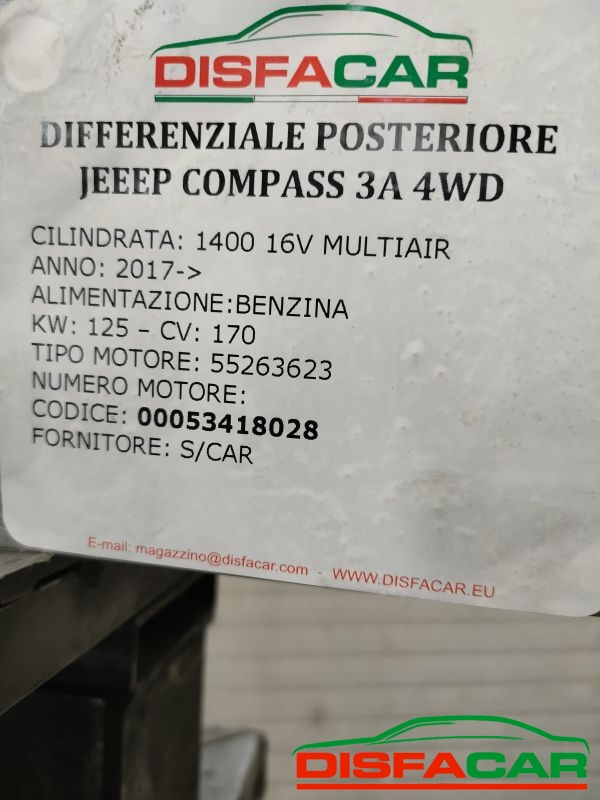 DISFACAR
DIFFERENZIALE POSTERIORE
JEEEP COMPASS 3A 4WD
CILINDRATA: 1400 16V MULTIAIR
ANNO: 2017->
ALIMENTAZIONE:BENZINA
KW: 125 – CV: 170
TIPO MOTORE: 55263623
NUMERO MOTORE:
CODICE: 00053418028
FORNITORE: S/CAR
E-mail: magazzino@disfacar.com - WWW.DISFACAR.EU
DISFACAR